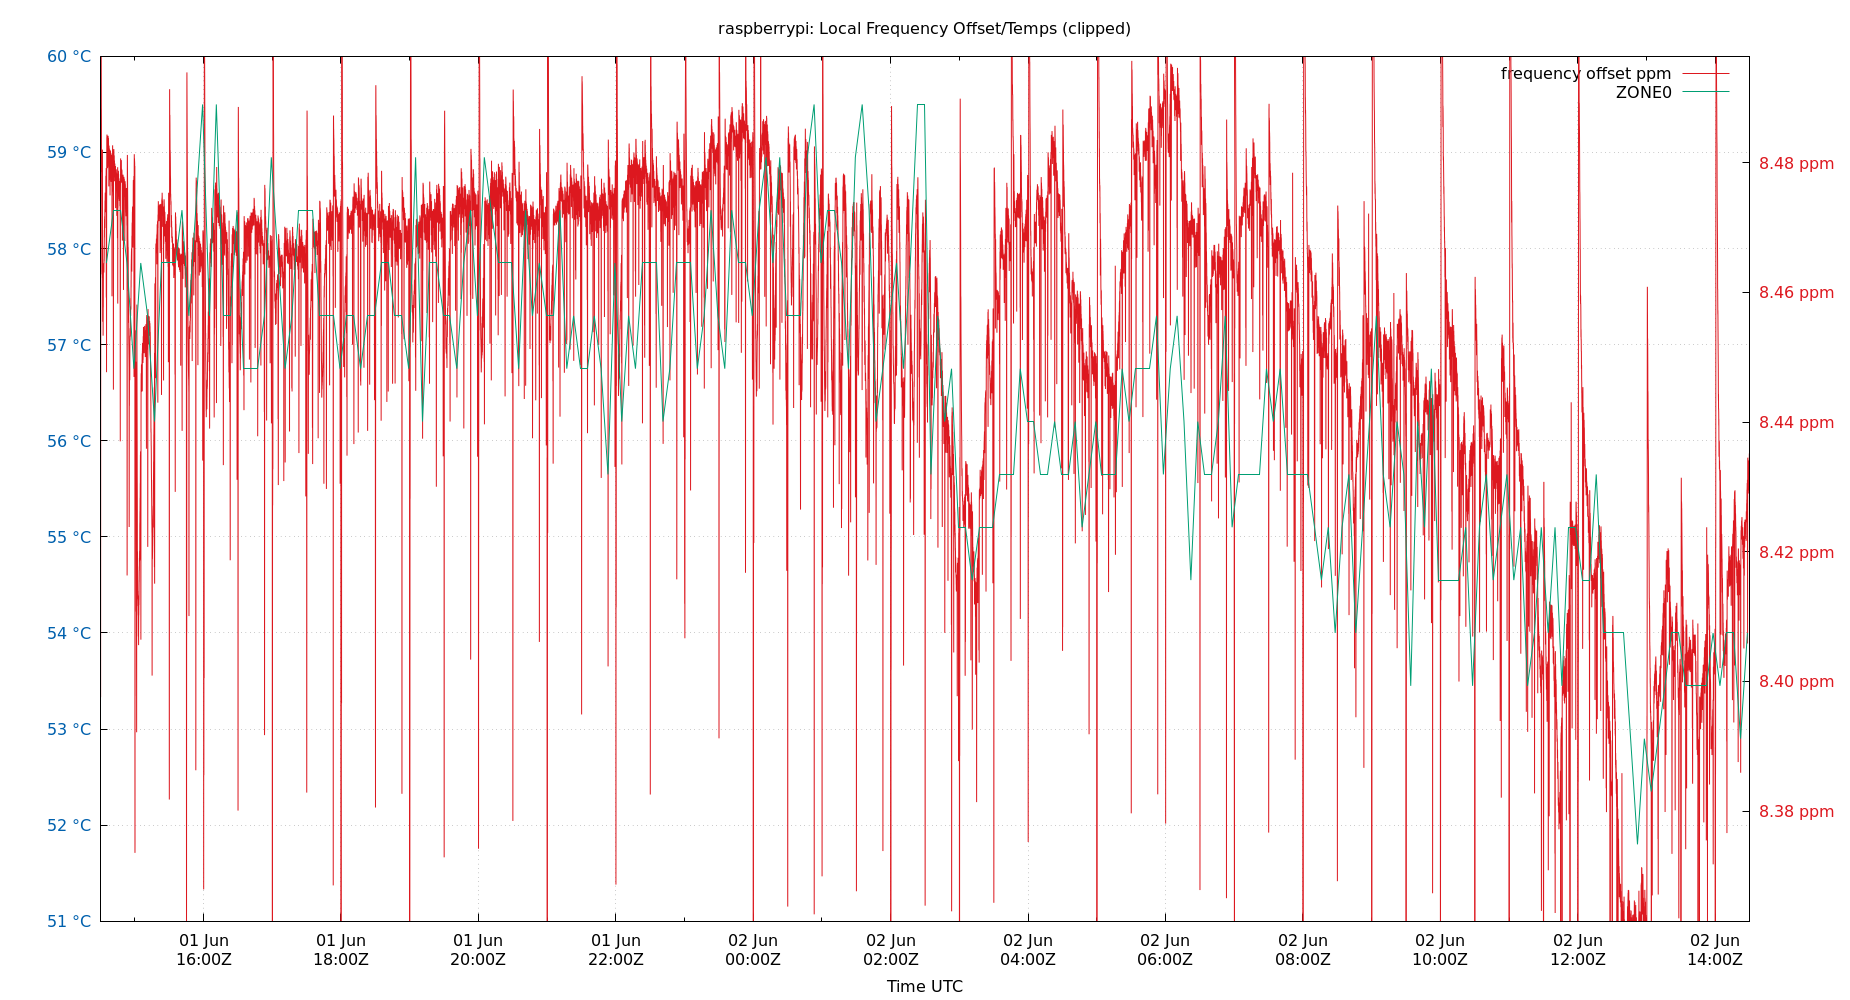 raspberrypi: Local Frequency Offset/Temps (clipped)
60 °C
59 °C
58 °C
57 °C
56 °C
55 °C
54 °C
53 °C
52 °C
51 °C
frequency offset ppm
ZONE0
8.48 ppm
8.46 ppm
8.44 ppm
8.42 ppm
8.40 ppm
8.38 ppm
01 Jun 01 Jun 01 Jun 01 Jun 02 Jun 02 Jun 02 Jun 02 Jun 02 Jun 02 Jun 02 Jun 02 Jun
16:00Z 18:00Z 20:00Z 22:00Z 00:00Z 02:00Z 04:00Z 06:00Z 08:00Z 10:00Z 12:00Z 14:00Z
Time UTC